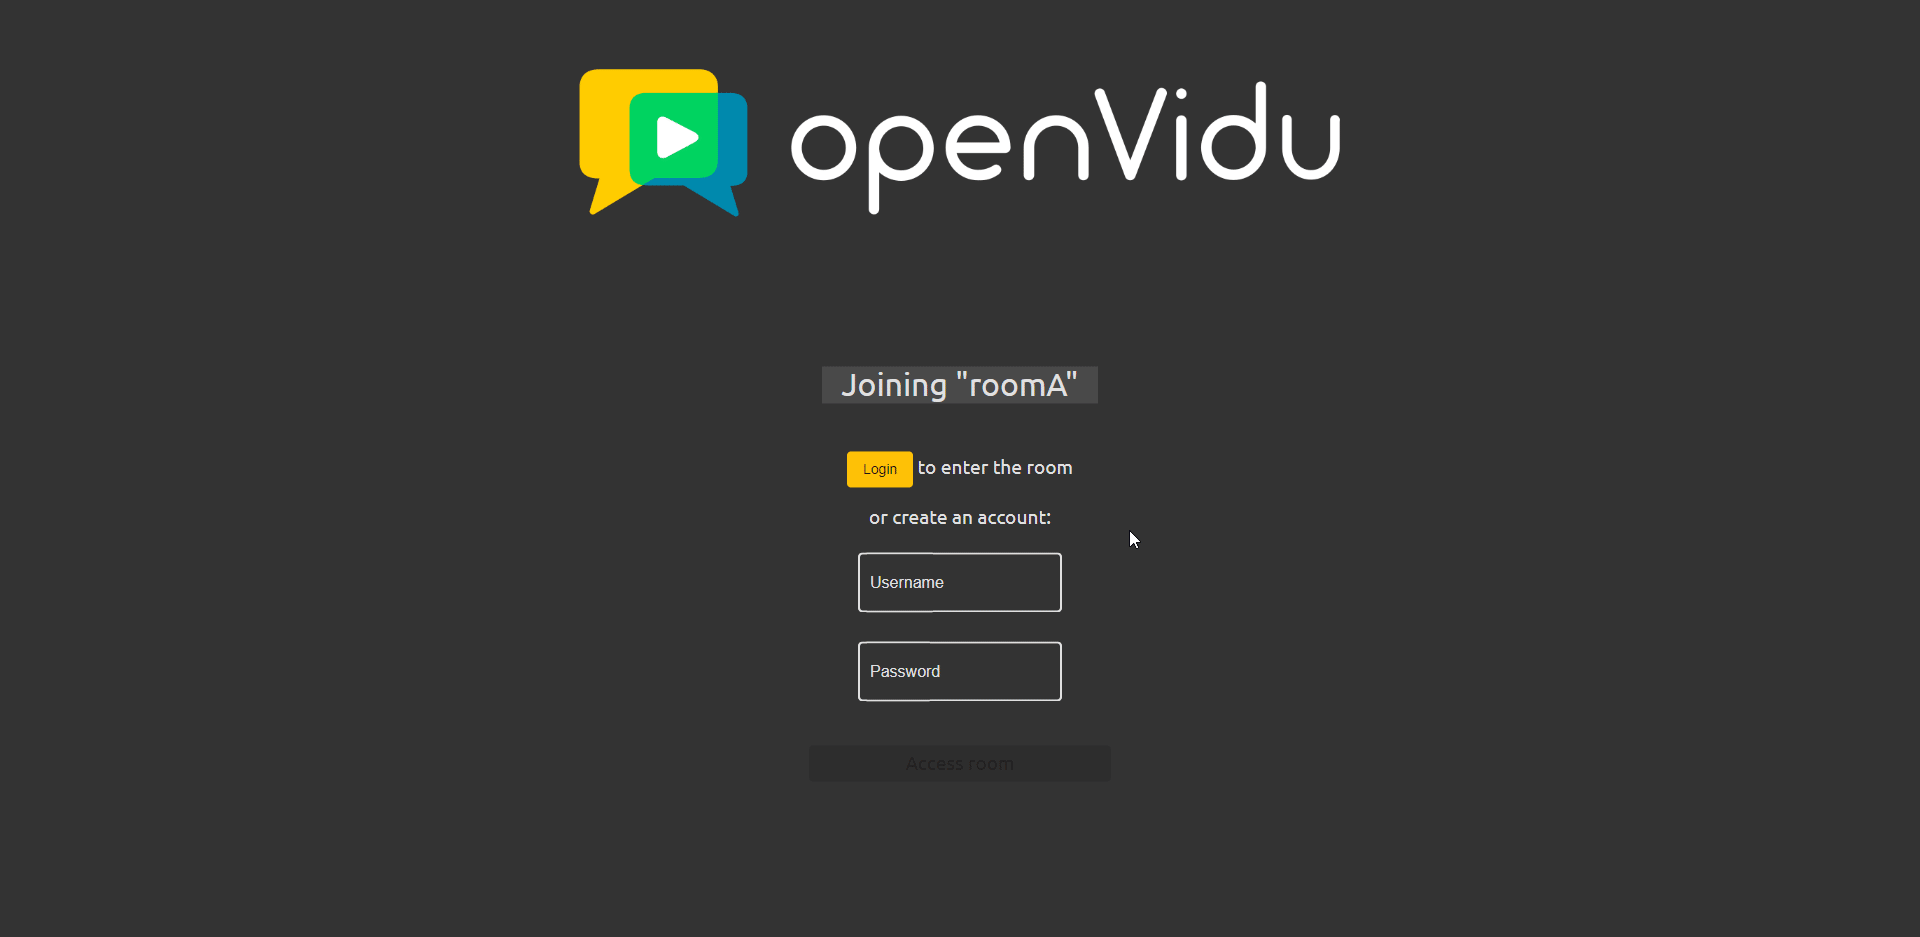 openVidu
Joining "roomA"
Login to enter the room
or create an account:
Username
Password
Access room